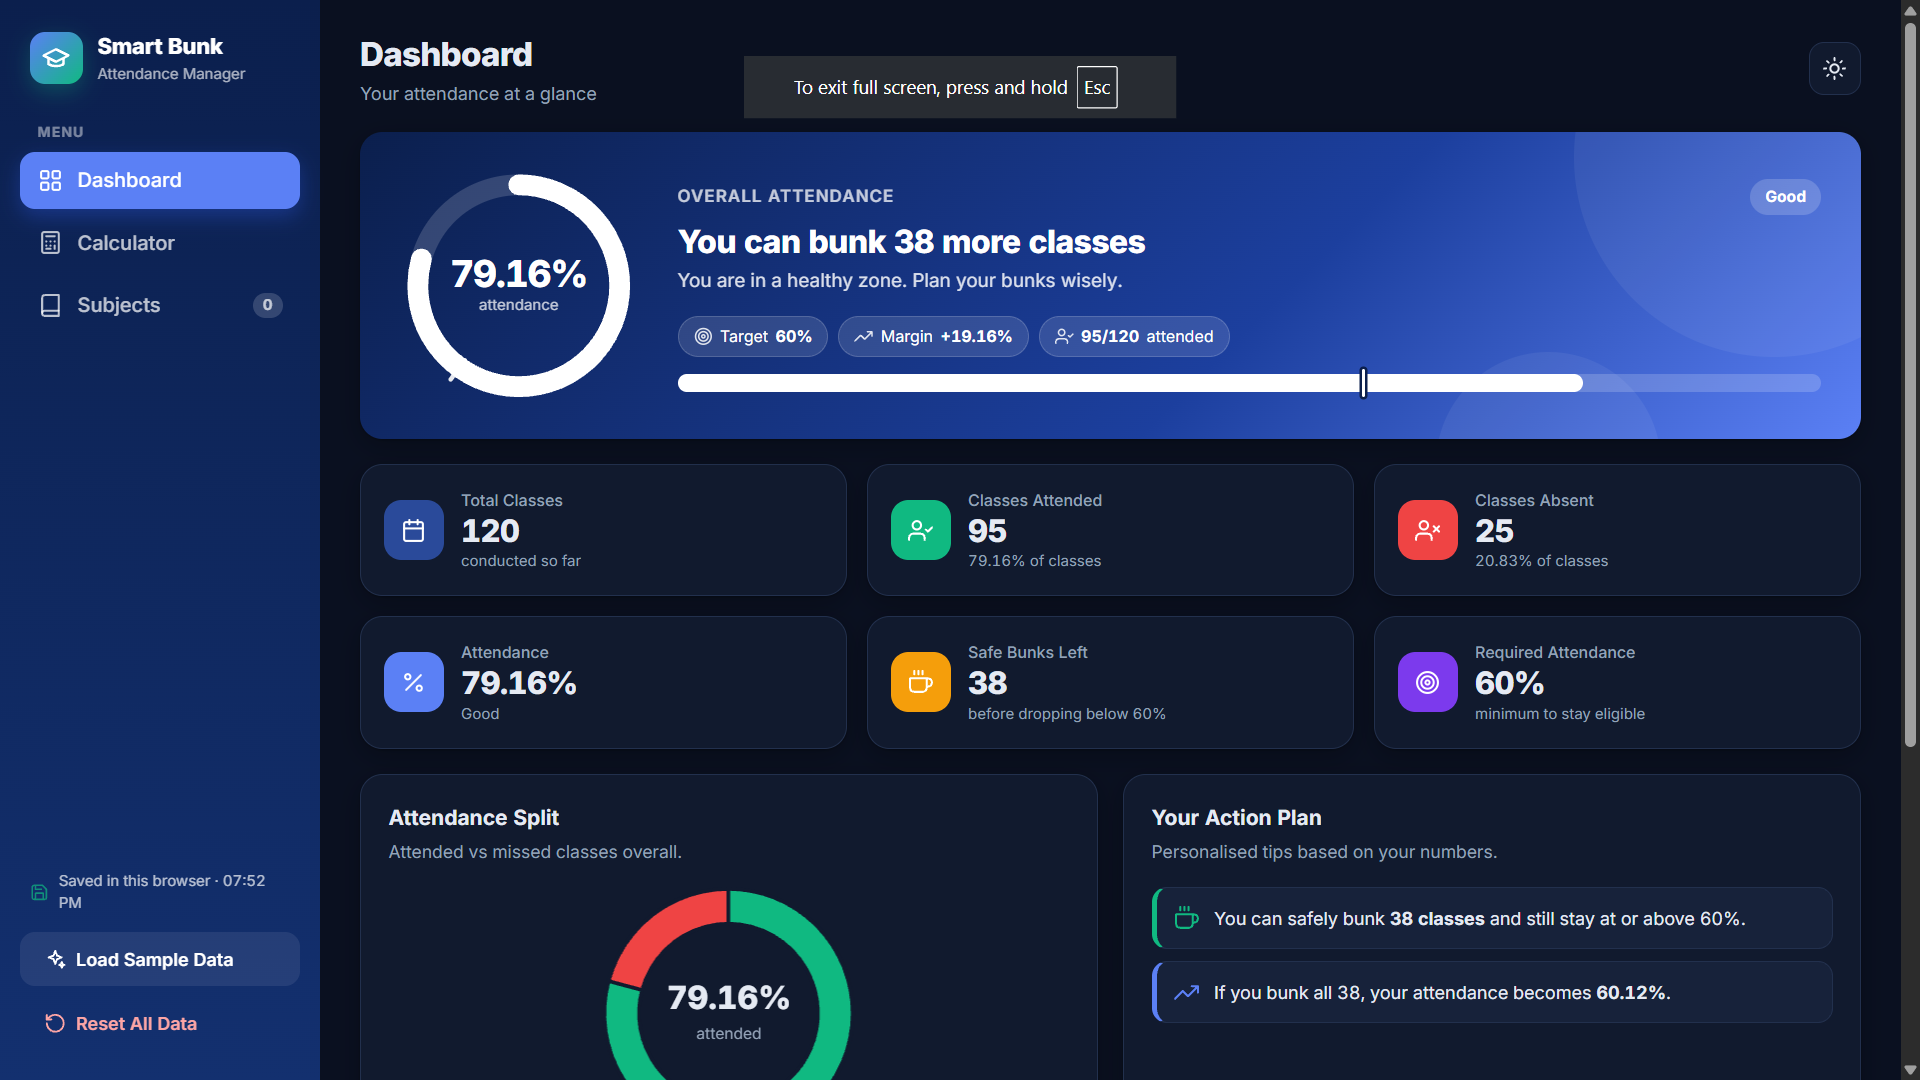 Smart Bunk
Attendance Manager
MENU
Dashboard
Calculator
Subjects 0
Saved in this browser · 07:52
PM
Load Sample Data
Reset All Data
Dashboard
Your attendance at a glance
To exit full screen, press and hold Esc
79.16%
attendance
OVERALL ATTENDANCE
Good
You can bunk 38 more classes
You are in a healthy zone. Plan your bunks wisely.
Target 60%
Margin +19.16%
95/120 attended
Total Classes
120
conducted so far
Classes Attended
95
79.16% of classes
Classes Absent
25
20.83% of classes
Attendance
79.16%
Good
Safe Bunks Left
38
before dropping below 60%
Required Attendance
60%
minimum to stay eligible
Attendance Split
Attended vs missed classes overall.
79.16%
attended
Your Action Plan
Personalised tips based on your numbers.
You can safely bunk 38 classes and still stay at or above 60%.
If you bunk all 38, your attendance becomes 60.12%.